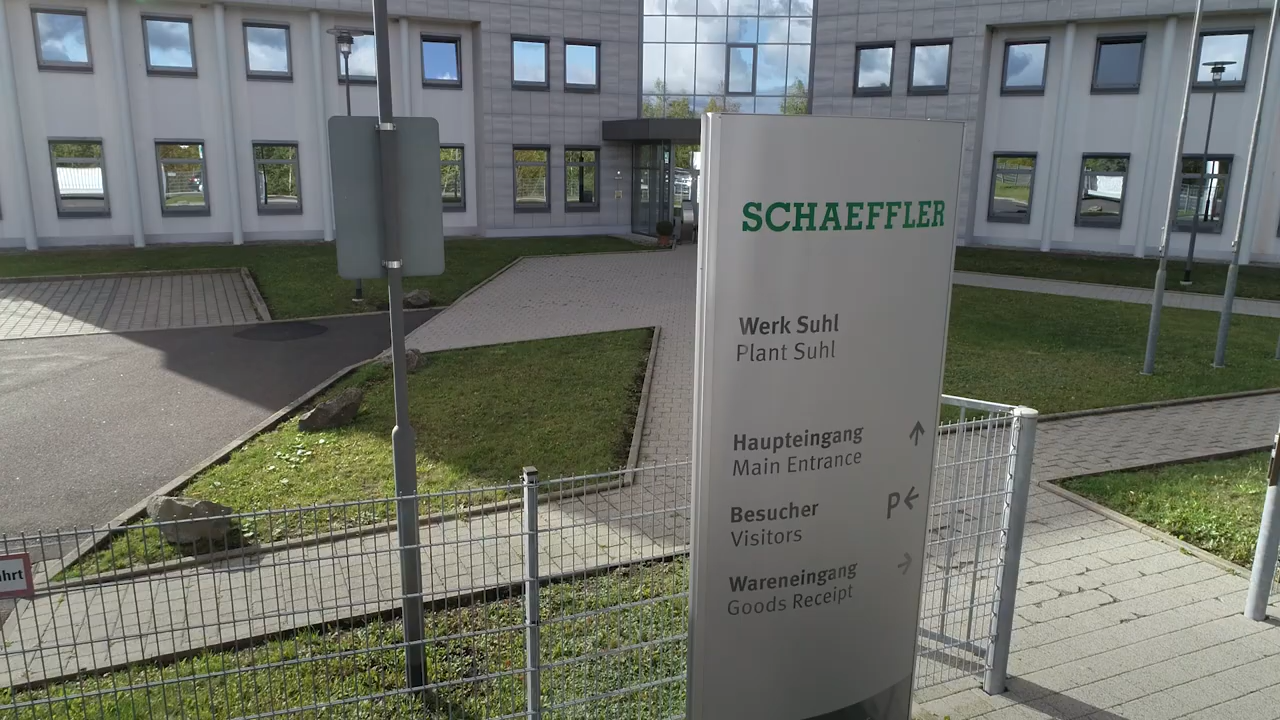 SCHAEFFLER
Werk Suhl
Plant Suhl
Haupteingang
Main Entrance
Besucher
Visitors
P
Wareneingang
Goods Receipt